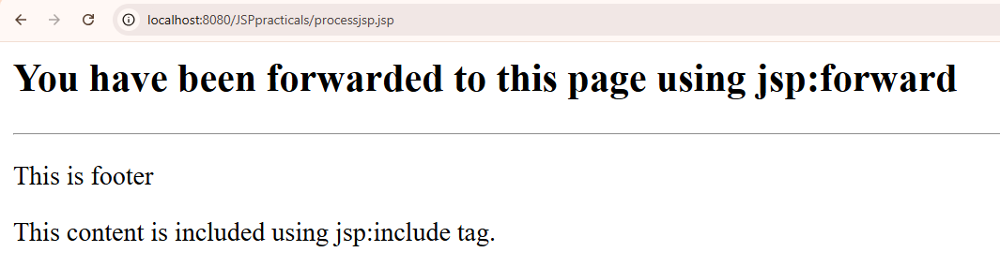 localhost:8080/JSPpracticals/processjsp.jsp
You have been forwarded to this page using jsp:forward
This is footer
This content is included using jsp:include tag.